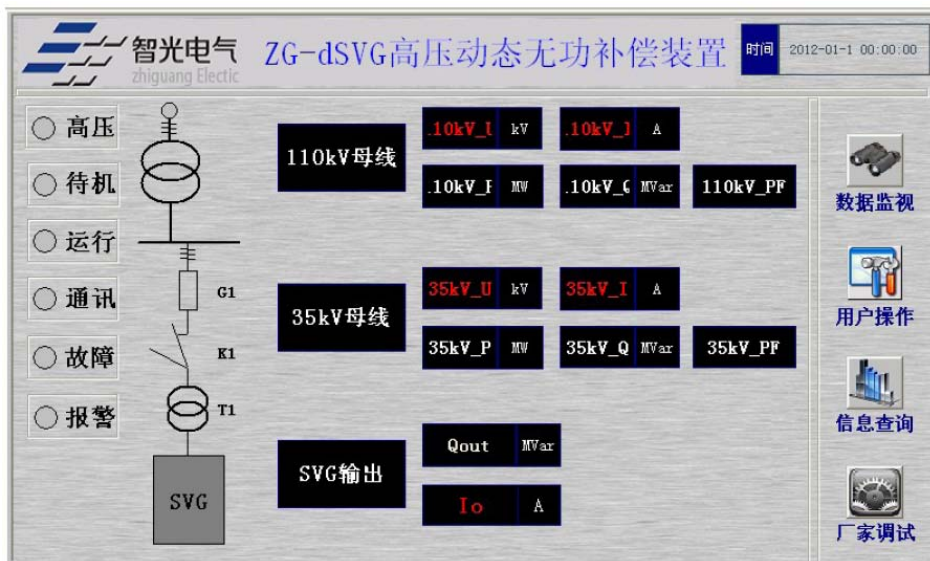 智光电气
zhiguang Electic
ZG-dSVG高压动态无功补偿装置
时间 2012-01-1 00:00:00
高压
待机
运行
通讯
故障
报警
G1
K1
T1
SVG
110kV母线
.10kV_U kV
.10kV_I A
.10kV_P MW
.10kV_Q MVar
110kV_PF
35kV母线
35kV_U kV
35kV_I A
35kV_P MW
35kV_Q MVar
35kV_PF
SVG输出
Qout MVar
Io A
数据监视
用户操作
信息查询
厂家调试